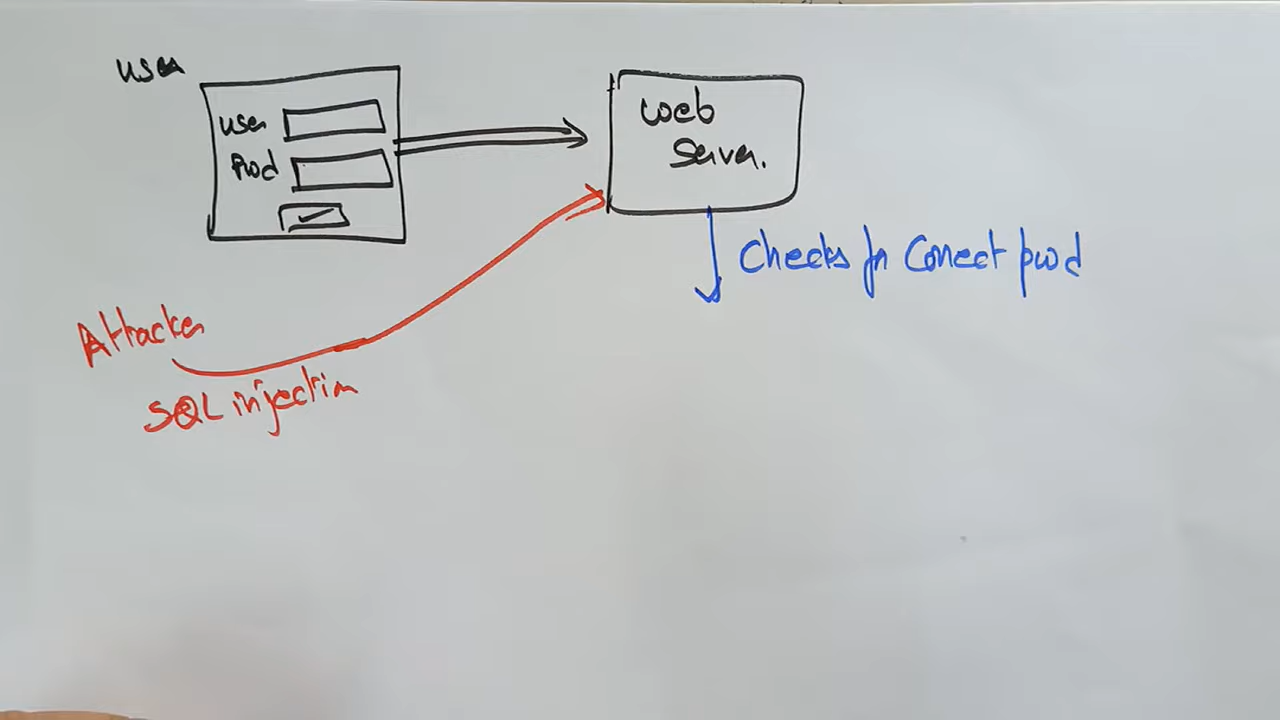 user
user
Pwd
web
Server.
Checks for Correct pwd
Attacker
SQL injection